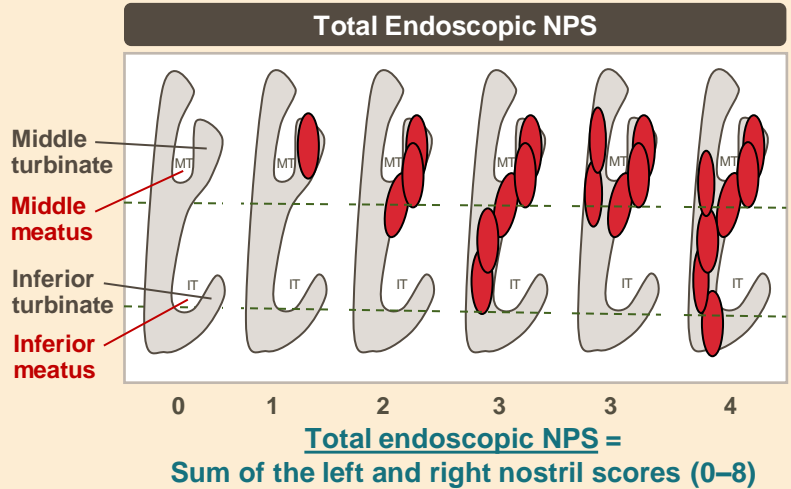 Total Endoscopic NPS
Middle
turbinate
Middle
meatus
Inferior
turbinate
Inferior
meatus
MT
MT
MT
MT
MT
MT
IT
IT
IT
IT
IT
IT
0
1
2
3
3
4
Total endoscopic NPS =
Sum of the left and right nostril scores (0–8)